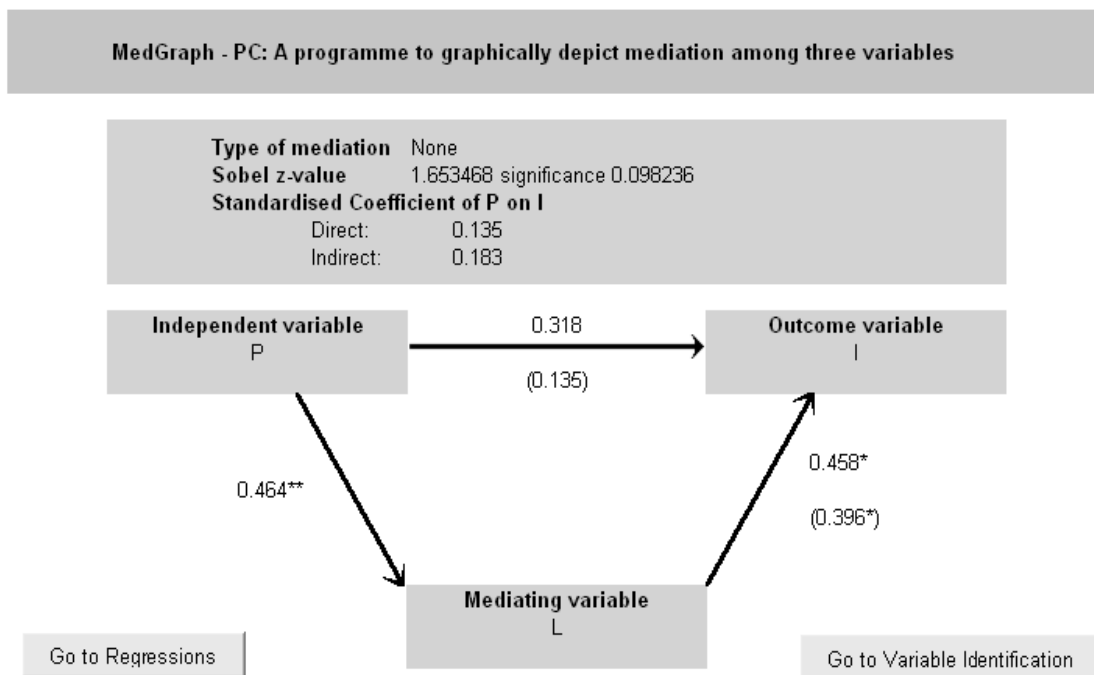 MedGraph - PC: A programme to graphically depict mediation among three variables
Type of mediation None
Sobel z-value 1.653468 significance 0.098236
Standardised Coefficient of P on I
Direct: 0.135
Indirect: 0.183
Independent variable
P
0.318
(0.135)
Outcome variable
I
0.464**
0.458*
(0.396*)
Mediating variable
L
Go to Regressions
Go to Variable Identification